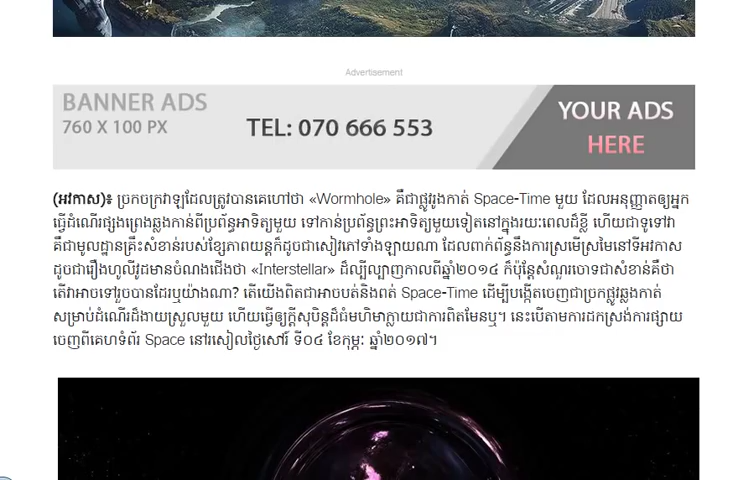 Advertisement
BANNER ADS
760 X 100 PX
TEL: 070 666 553
YOUR ADS
HERE
(អវកាស)៖ ច្រកចក្រវាឡដែលត្រូវបានគេហៅថា «Wormhole» គឺជាផ្លូវរូងកាត់ Space-Time មួយ ដែលអនុញ្ញាតឲ្យអ្នក
ធ្វើដំណើរផ្សងព្រេងឆ្លងកាន់ពីប្រព័ន្ធអាទិត្យមួយ ទៅកាន់ប្រព័ន្ធព្រះអាទិត្យមួយទៀតនៅក្នុងរយៈពេលដ៏ខ្លី ហើយជាទូទៅវា
គឺជាមូលដ្ឋានគ្រឹះសំខាន់របស់ខ្សែភាពយន្តក៏ដូចជាសៀវភៅទាំងឡាយណា ដែលពាក់ព័ន្ធនឹងការស្រមើស្រមៃនៅទីអវកាស
ដូចជារឿងហូលីវូដមានចំណងជើងថា «Interstellar» ដ៏ល្បីល្បាញកាលពីឆ្នាំ២០១៤ ក៏ប៉ុន្តែសំណួរចោទជាសំខាន់គឺថា
តើវាអាចទៅរួចបានដែរឬយ៉ាងណា? តើយើងពិតជាអាចបត់និងពត់ Space-Time ដើម្បីបង្កើតចេញជាច្រកផ្លូវឆ្លងកាត់
សម្រាប់ដំណើរដ៏ងាយស្រួលមួយ ហើយធ្វើឲ្យក្ដីសុបិន្តដ៏ធំមហិមាក្លាយជាការពិតមែនឬ។ នេះបើតាមការដកស្រង់ការផ្សាយ
ចេញពីគេហទំព័រ Space នៅរសៀលថ្ងៃសៅរ៍ ទី០៤ ខែកុម្ភៈ ឆ្នាំ២០១៧។